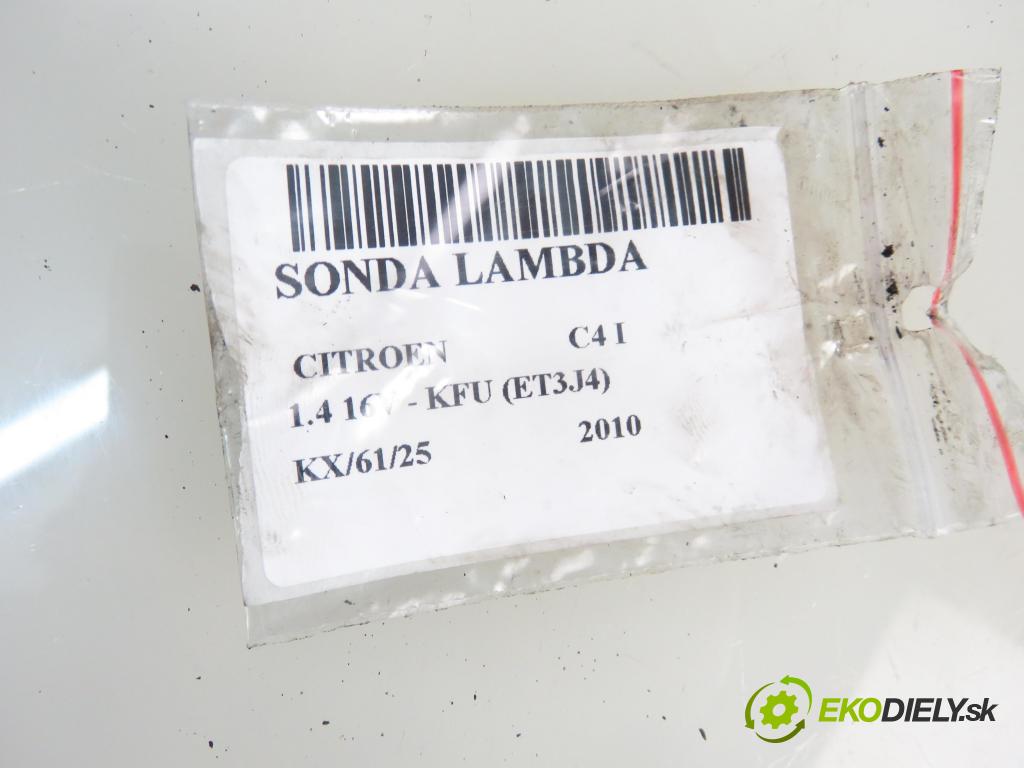 SONDA LAMBDA
CITROEN C4 I
1.4 16V - KFU (ET3J4)
KX/61/25 2010
EKODIELY.sk